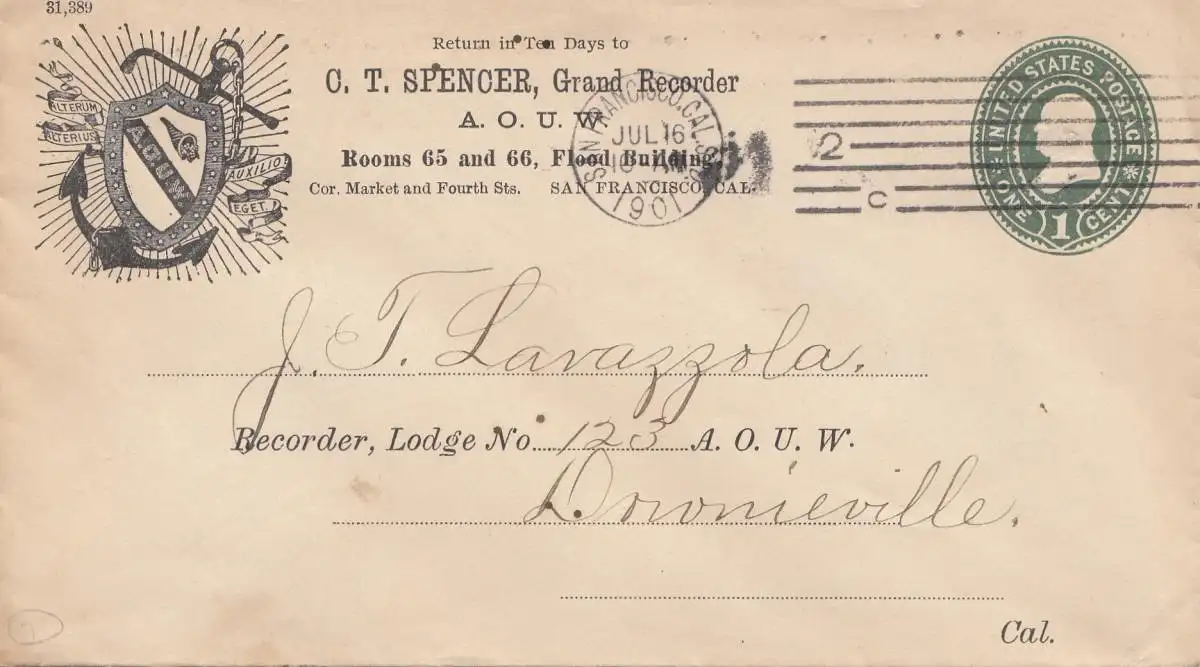 31,389
Return in Ten Days to
C. T. SPENCER, Grand Recorder
A. O. U. W.
Rooms 65 and 66, Flood Building,
Cor. Market and Fourth Sts. SAN FRANCISCO, CAL.
ALTERUM
ALTERIUS
AUXILIO
EGET
A.O.U.W.
SAN FRANCISCO, CAL.
JUL 16
1901
2
C
UNITED STATES POSTAGE
ONE 1 CENT
J. T. Lavazzola.
Recorder, Lodge No. 123 A. O. U. W.
Downieville.
Cal.